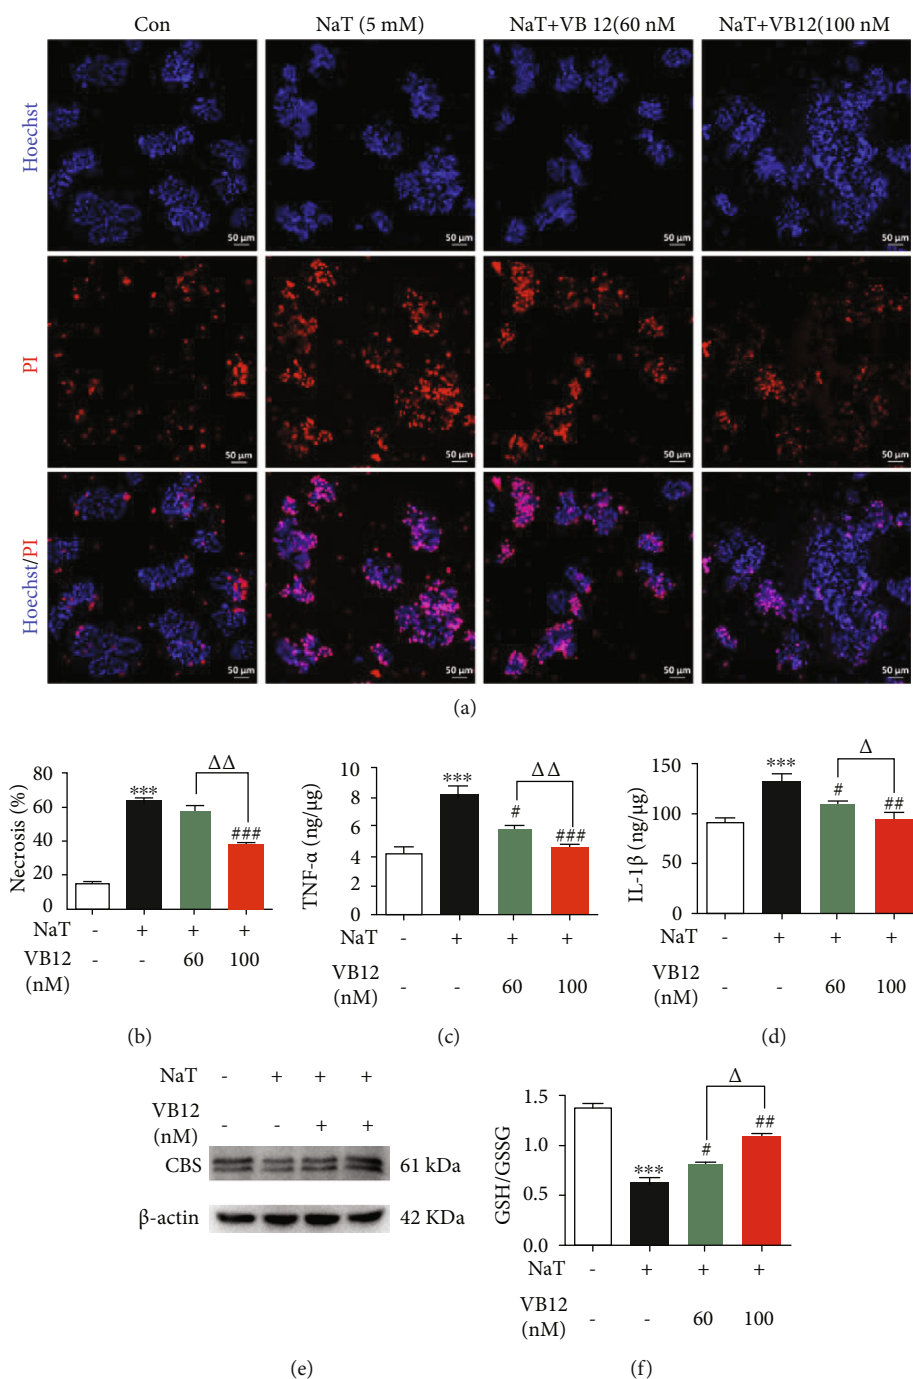 Con NaT (5 mM) NaT+VB 12(60 nM NaT+VB12(100 nM
Hoechst
50 µm 50 µm 50 µm 50 µm
PI
50 µm 50 µm 50 µm 50 µm
Hoechst/PI
50 µm 50 µm 50 µm 50 µm
(a)
Necrosis (%)
80
60
40
20
0
***
ΔΔ
###
NaT - + + +
VB12 (nM) - - 60 100
(b)
TNF-α (ng/µg)
10
8
6
4
2
0
***
#
Δ Δ
###
NaT - + + +
VB12 (nM) - - 60 100
(c)
IL-1β (ng/µg)
150
100
50
0
***
#
Δ
##
NaT - + + +
VB12 (nM) - - 60 100
(d)
NaT - + + +
VB12 (nM) - - + +
CBS 61 kDa
β-actin 42 KDa
(e)
GSH/GSSG
1.5
1.0
0.5
0.0
***
#
Δ
##
NaT - + + +
VB12 (nM) - - 60 100
(f)